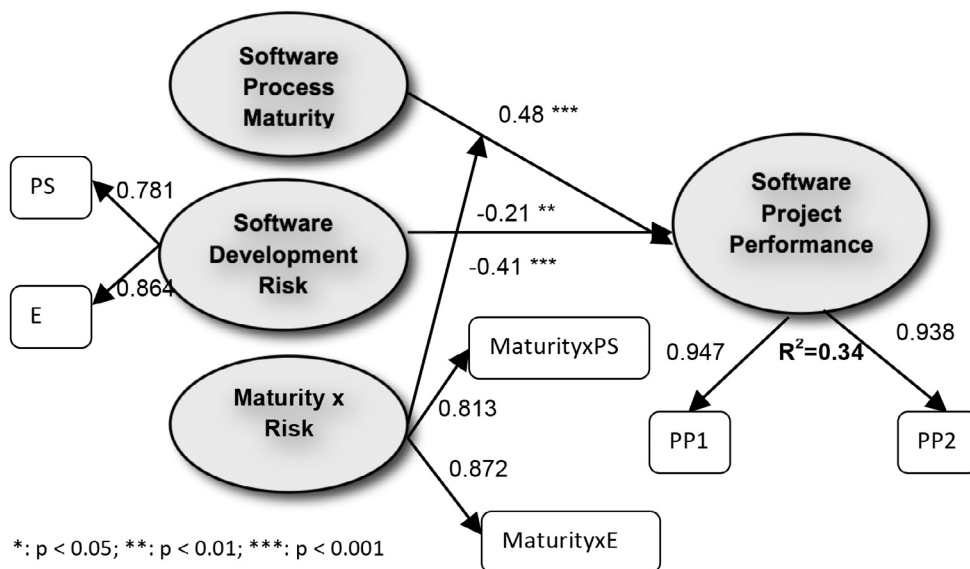 Software
Process
Maturity
0.48 ***
PS
0.781
Software
Development
Risk
-0.21 **
-0.41 ***
Software
Project
Performance
E
0.864
MaturityxPS
0.947
R²=0.34
0.938
Maturity x
Risk
0.813
PP1
PP2
0.872
MaturityxE
*: p < 0.05; **: p < 0.01; ***: p < 0.001